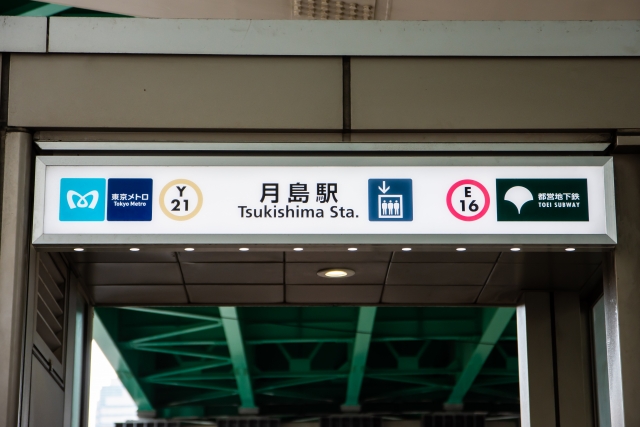 東京メトロ
Tokyo Metro
Y
21
月島駅
Tsukishima Sta.
E
16
都営地下鉄
TOEI SUBWAY